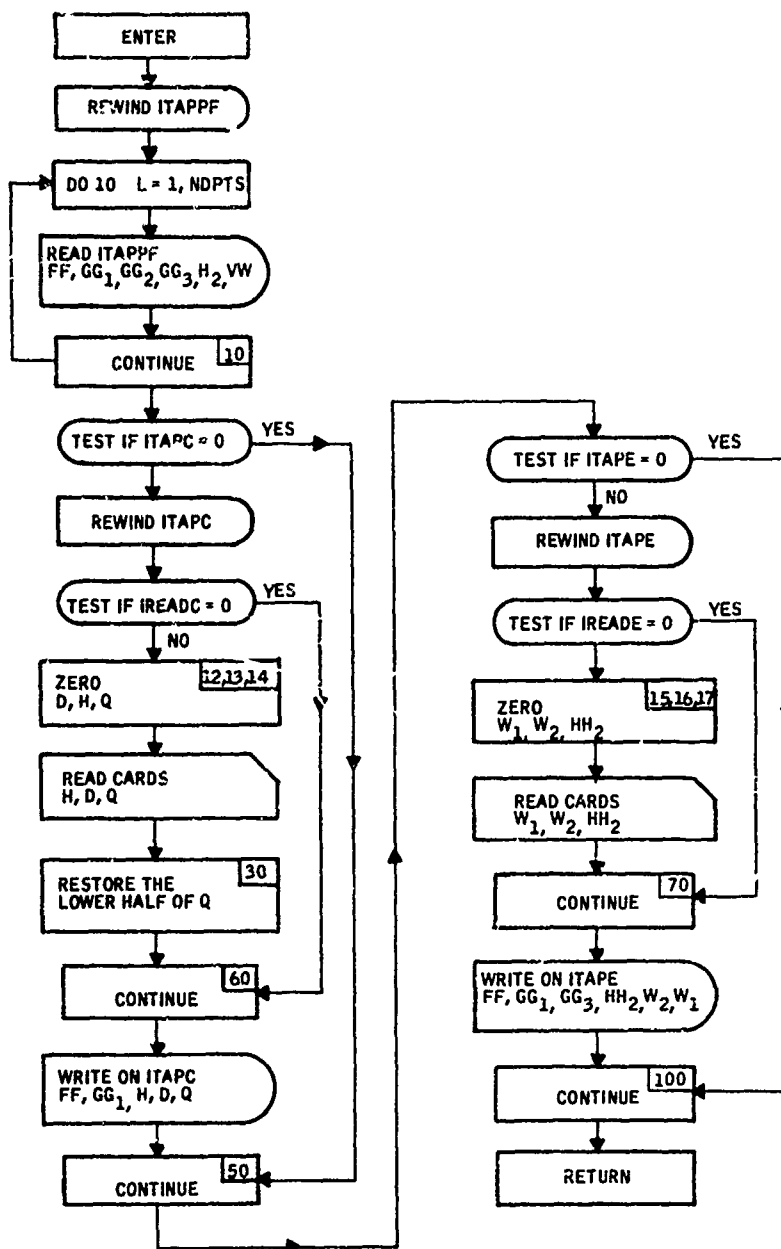 ENTER
REWIND ITAPPF
DO 10 L = 1, NDPTS
READ ITAPPF
FF, GG1, GG2, GG3, H2, VW
10
CONTINUE
TEST IF ITAPC = 0
YES
REWIND ITAPC
TEST IF IREADC = 0
YES
NO
12,13,14
ZERO
D, H, Q
READ CARDS
H, D, Q
30
RESTORE THE
LOWER HALF OF Q
60
CONTINUE
WRITE ON ITAPC
FF, GG1, H, D, Q
50
CONTINUE
TEST IF ITAPE = 0
YES
NO
REWIND ITAPE
TEST IF IREADE = 0
YES
15,16,17
ZERO
W1, W2, HH2
READ CARDS
W1, W2, HH2
70
CONTINUE
WRITE ON ITAPE
FF, GG1, GG3, HH2, W2, W1
100
CONTINUE
RETURN